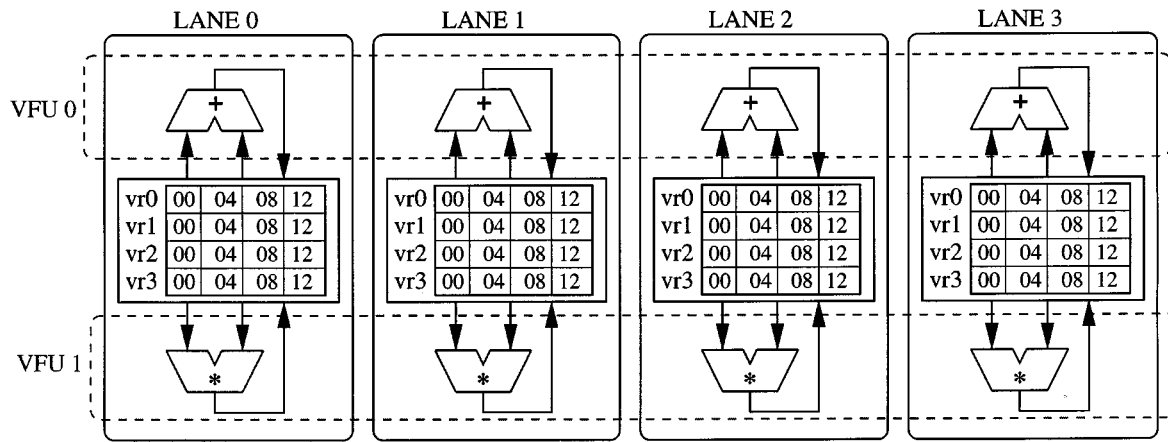 LANE 0 LANE 1 LANE 2 LANE 3
VFU 0
+ + + +
vr0 00 04 08 12 vr0 00 04 08 12 vr0 00 04 08 12 vr0 00 04 08 12
vr1 00 04 08 12 vr1 00 04 08 12 vr1 00 04 08 12 vr1 00 04 08 12
vr2 00 04 08 12 vr2 00 04 08 12 vr2 00 04 08 12 vr2 00 04 08 12
vr3 00 04 08 12 vr3 00 04 08 12 vr3 00 04 08 12 vr3 00 04 08 12
VFU 1
* * * *